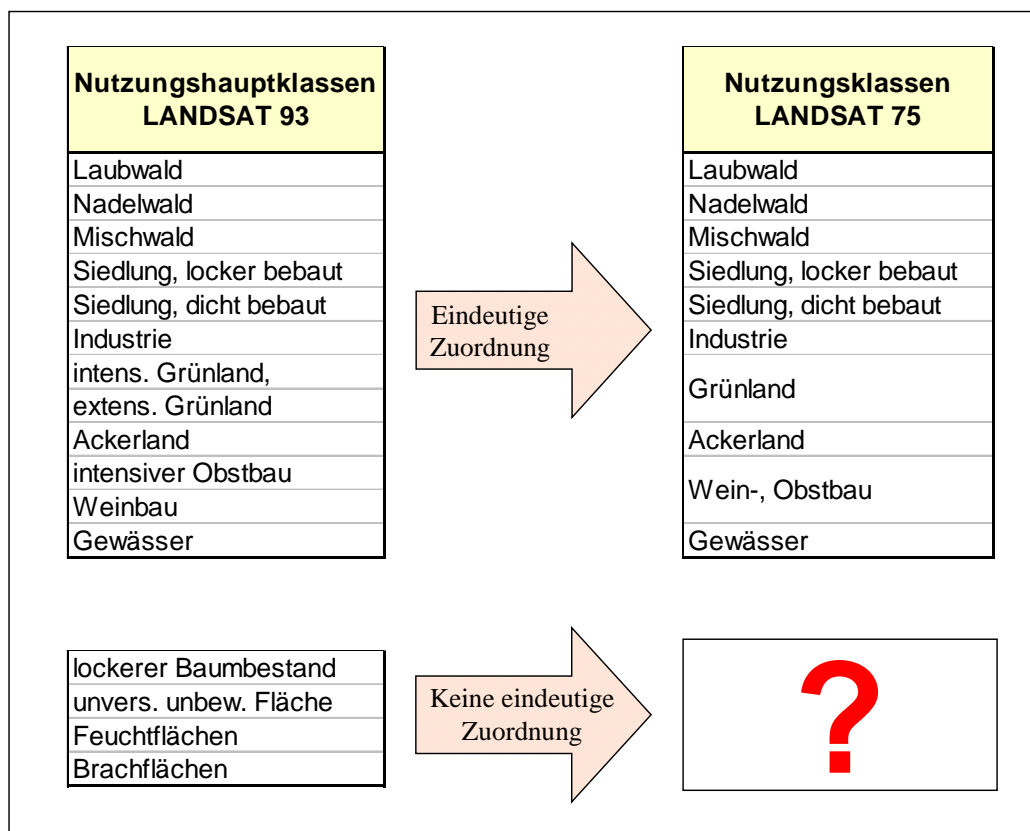 Nutzungshauptklassen
LANDSAT 93
Laubwald
Nadelwald
Mischwald
Siedlung, locker bebaut
Siedlung, dicht bebaut
Industrie
intens. Grünland,
extens. Grünland
Ackerland
intensiver Obstbau
Weinbau
Gewässer
Eindeutige
Zuordnung
Nutzungsklassen
LANDSAT 75
Laubwald
Nadelwald
Mischwald
Siedlung, locker bebaut
Siedlung, dicht bebaut
Industrie
Grünland
Ackerland
Wein-, Obstbau
Gewässer
lockerer Baumbestand
unvers. unbew. Fläche
Feuchtflächen
Brachflächen
Keine eindeutige
Zuordnung
?